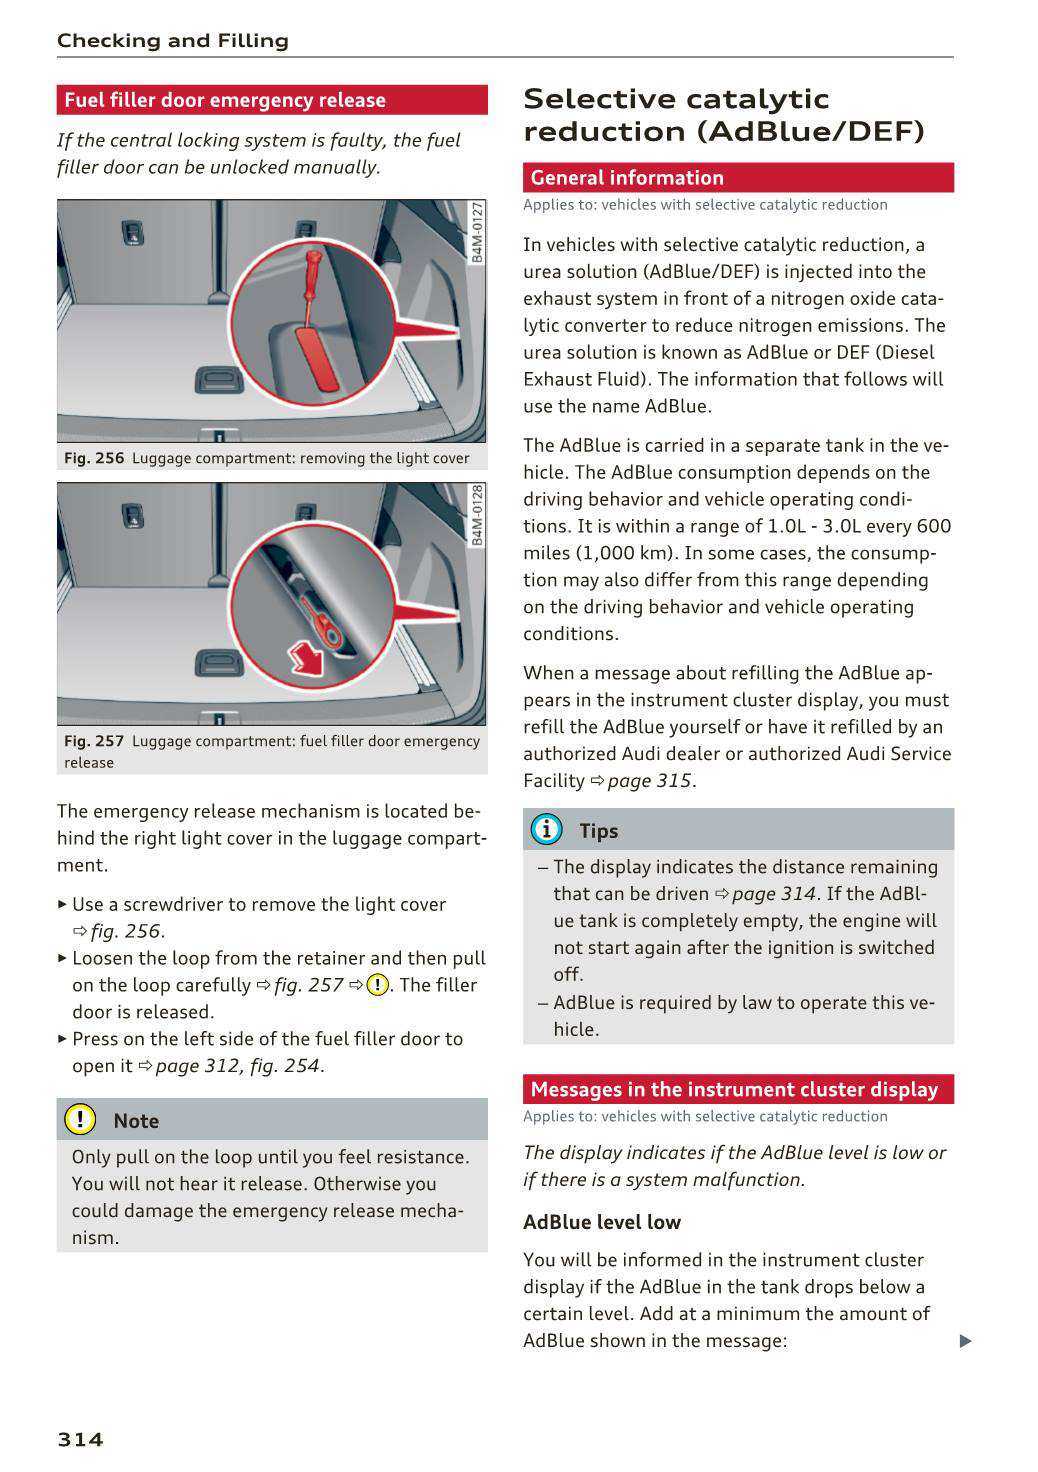 Checking and Filling
Fuel filler door emergency release
If the central locking system is faulty, the fuel
filler door can be unlocked manually.
B4M-0127
Fig. 256 Luggage compartment: removing the light cover
B4M-0128
Fig. 257 Luggage compartment: fuel filler door emergency
release
The emergency release mechanism is located be-
hind the right light cover in the luggage compart-
ment.
▸ Use a screwdriver to remove the light cover
⇨ fig. 256.
▸ Loosen the loop from the retainer and then pull
on the loop carefully ⇨ fig. 257 ⇨ !. The filler
door is released.
▸ Press on the left side of the fuel filler door to
open it ⇨ page 312, fig. 254.
! Note
Only pull on the loop until you feel resistance.
You will not hear it release. Otherwise you
could damage the emergency release mecha-
nism.
Selective catalytic
reduction (AdBlue/DEF)
General information
Applies to: vehicles with selective catalytic reduction
In vehicles with selective catalytic reduction, a
urea solution (AdBlue/DEF) is injected into the
exhaust system in front of a nitrogen oxide cata-
lytic converter to reduce nitrogen emissions. The
urea solution is known as AdBlue or DEF (Diesel
Exhaust Fluid). The information that follows will
use the name AdBlue.
The AdBlue is carried in a separate tank in the ve-
hicle. The AdBlue consumption depends on the
driving behavior and vehicle operating condi-
tions. It is within a range of 1.0L - 3.0L every 600
miles (1,000 km). In some cases, the consump-
tion may also differ from this range depending
on the driving behavior and vehicle operating
conditions.
When a message about refilling the AdBlue ap-
pears in the instrument cluster display, you must
refill the AdBlue yourself or have it refilled by an
authorized Audi dealer or authorized Audi Service
Facility ⇨ page 315.
i Tips
– The display indicates the distance remaining
that can be driven ⇨ page 314. If the AdBl-
ue tank is completely empty, the engine will
not start again after the ignition is switched
off.
– AdBlue is required by law to operate this ve-
hicle.
Messages in the instrument cluster display
Applies to: vehicles with selective catalytic reduction
The display indicates if the AdBlue level is low or
if there is a system malfunction.
AdBlue level low
You will be informed in the instrument cluster
display if the AdBlue in the tank drops below a
certain level. Add at a minimum the amount of
AdBlue shown in the message: ▶
314